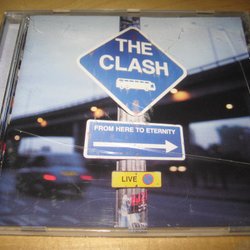 THE
CLASH
FROM HERE TO ETERNITY
LIVE